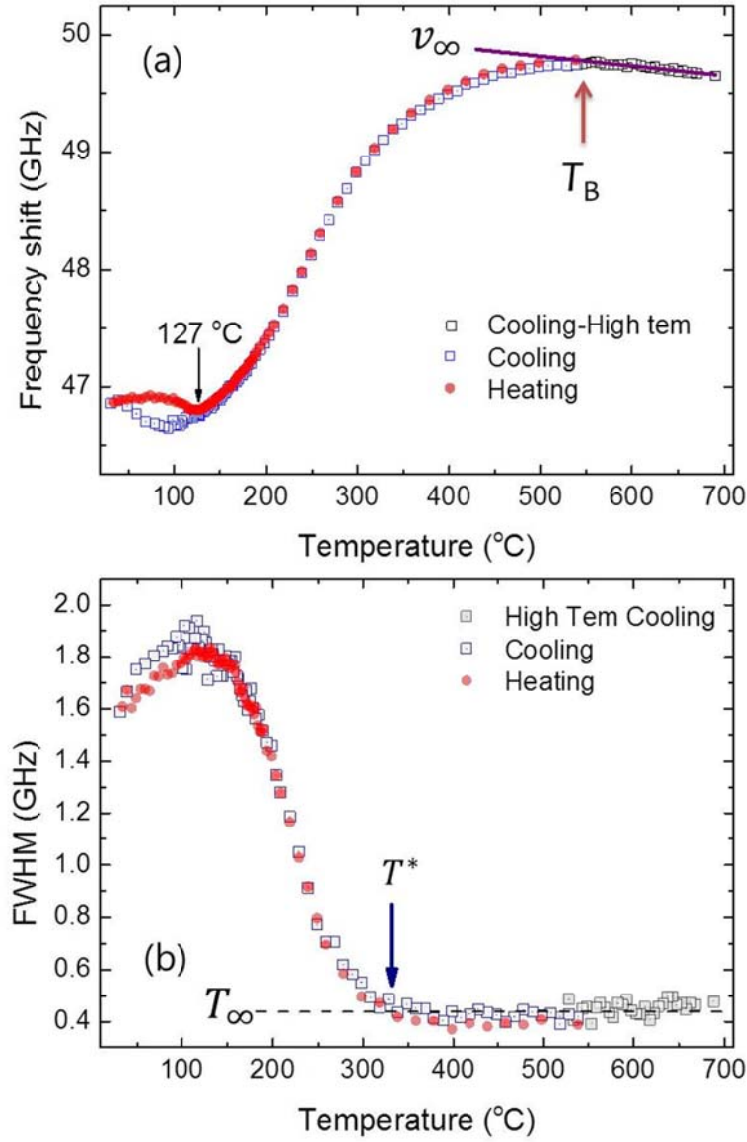 (a)
𝑣∞
T_B
127 °C
Cooling-High tem
Cooling
Heating
50
49
48
47
Frequency shift (GHz)
100 200 300 400 500 600 700
Temperature (°C)
High Tem Cooling
Cooling
Heating
T*
(b)
T∞
2.0
1.8
1.6
1.4
1.2
1.0
0.8
0.6
0.4
FWHM (GHz)
100 200 300 400 500 600 700
Temperature (°C)